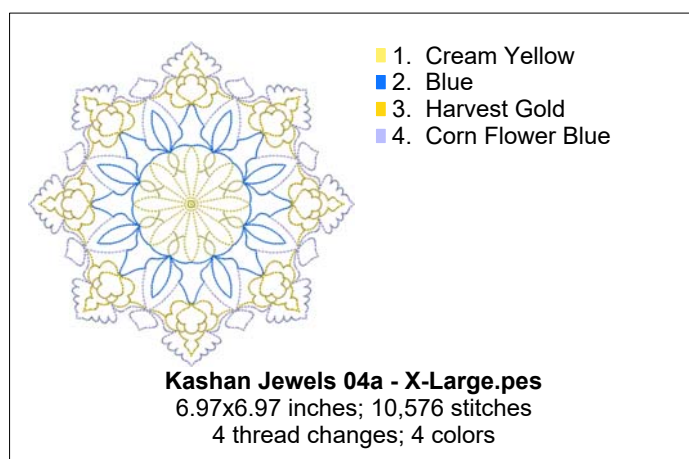 1. Cream Yellow
2. Blue
3. Harvest Gold
4. Corn Flower Blue
Kashan Jewels 04a - X-Large.pes
6.97x6.97 inches; 10,576 stitches
4 thread changes; 4 colors